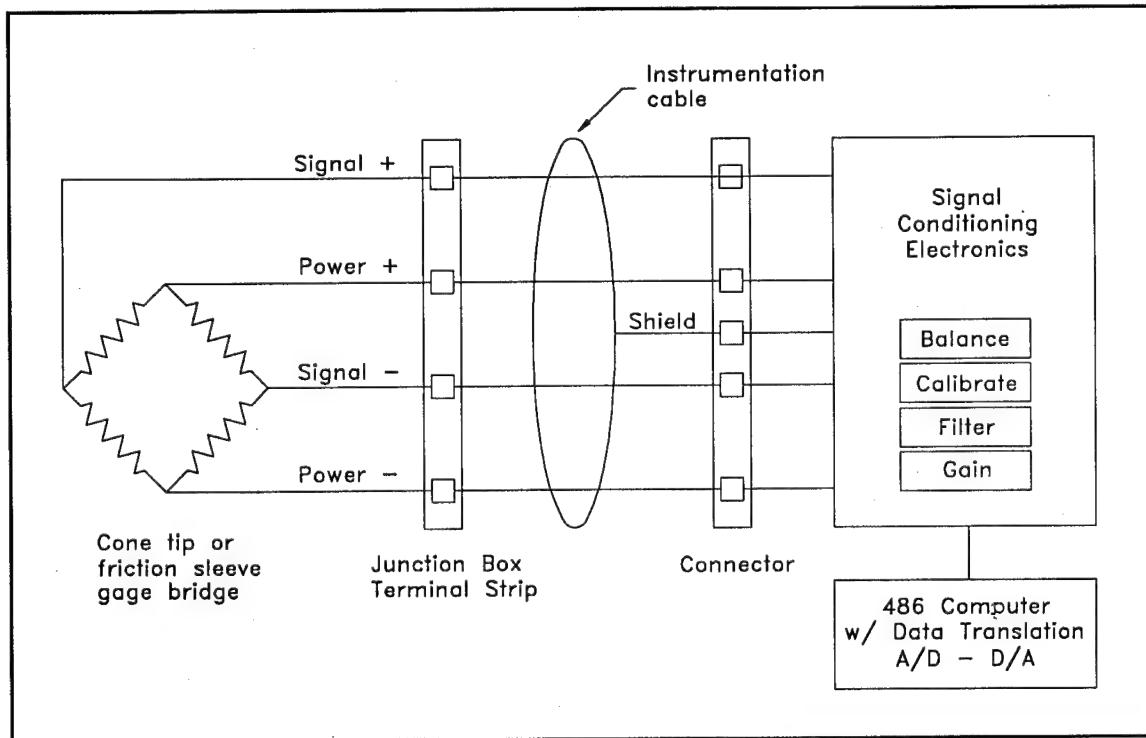 Instrumentation
cable
Signal +
Power +
Shield
Signal −
Power −
Signal
Conditioning
Electronics
Balance
Calibrate
Filter
Gain
Cone tip or
friction sleeve
gage bridge
Junction Box
Terminal Strip
Connector
486 Computer
w/ Data Translation
A/D − D/A